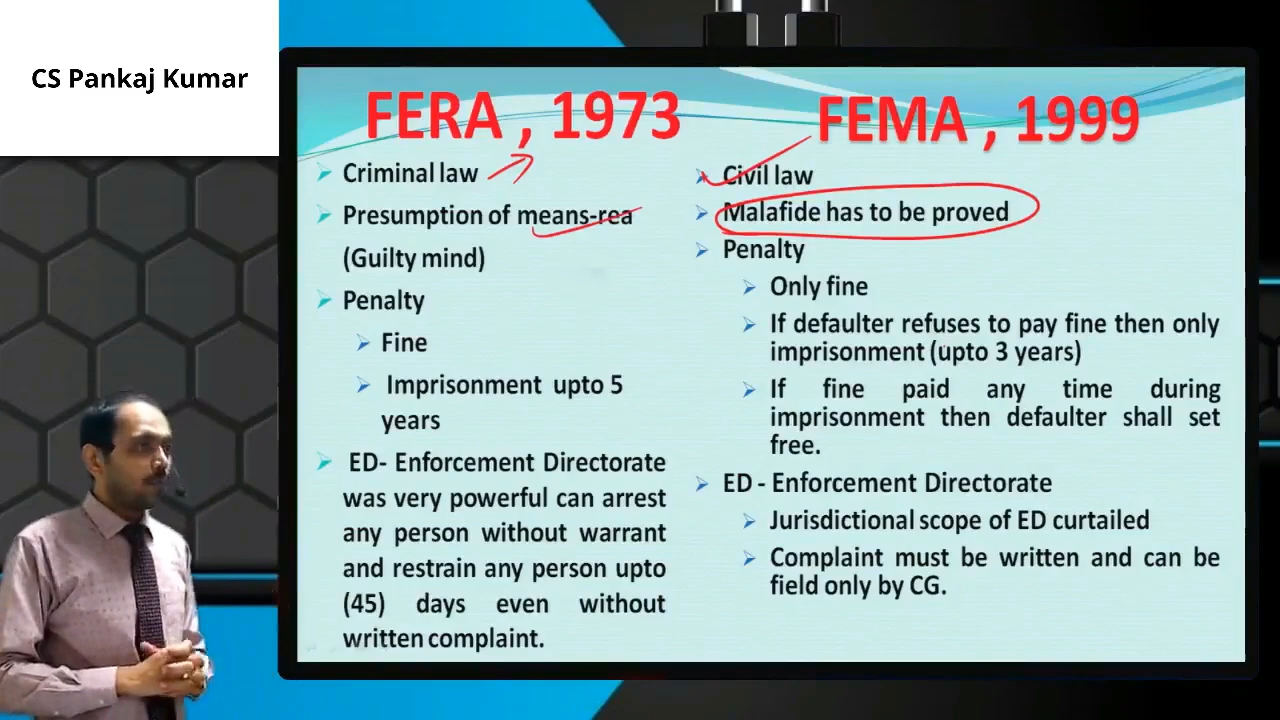 CS Pankaj Kumar
FERA , 1973
Criminal law
Presumption of means-rea
(Guilty mind)
Penalty
Fine
Imprisonment upto 5
years
ED- Enforcement Directorate
was very powerful can arrest
any person without warrant
and restrain any person upto
(45) days even without
written complaint.
FEMA , 1999
Civil law
Malafide has to be proved
Penalty
Only fine
If defaulter refuses to pay fine then only
imprisonment (upto 3 years)
If fine paid any time during
imprisonment then defaulter shall set
free.
ED - Enforcement Directorate
Jurisdictional scope of ED curtailed
Complaint must be written and can be
field only by CG.